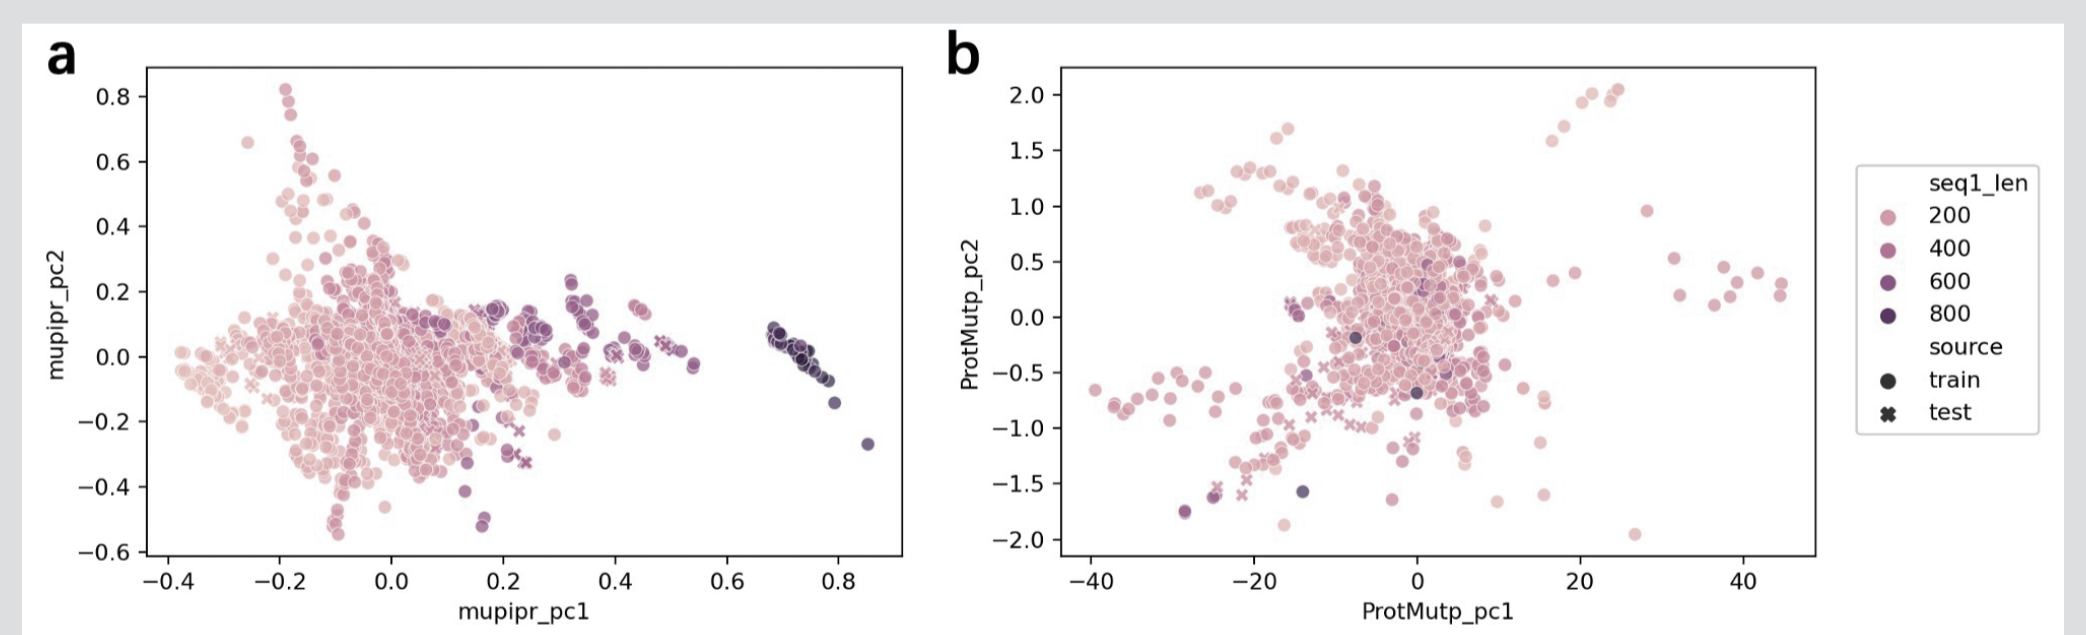 a
b
0.8
0.6
0.4
0.2
0.0
−0.2
−0.4
−0.6
mupipr_pc2
−0.4 −0.2 0.0 0.2 0.4 0.6 0.8
mupipr_pc1
2.0
1.5
1.0
0.5
0.0
−0.5
−1.0
−1.5
−2.0
ProtMutp_pc2
−40 −20 0 20 40
ProtMutp_pc1
seq1_len
200
400
600
800
source
train
test